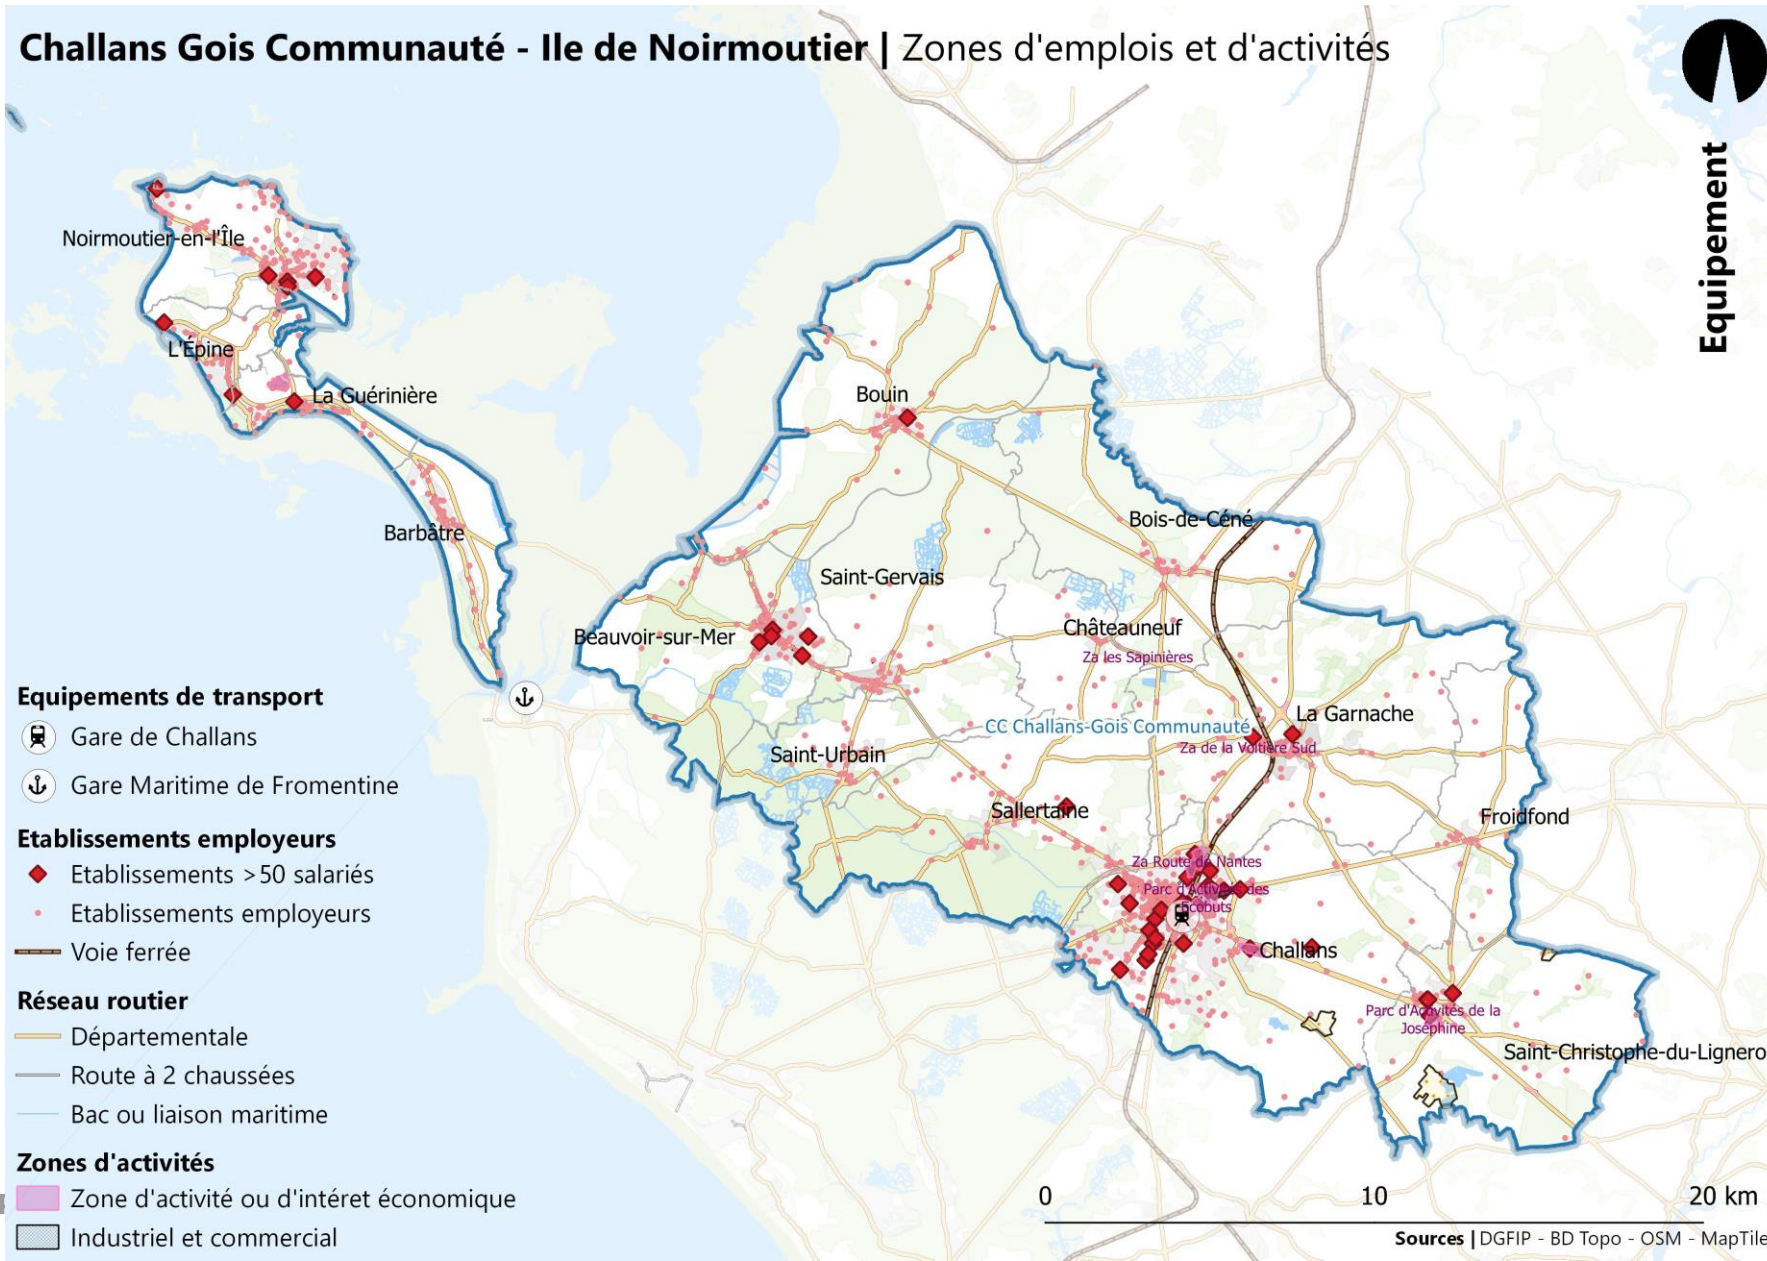 Challans Gois Communauté - Ile de Noirmoutier | Zones d'emplois et d'activités
Equipement
Noirmoutier-en-l'Île
L'Épine
La Guérinière
Barbâtre
Bouin
Bois-de-Céné
Saint-Gervais
Beauvoir-sur-Mer
Châteauneuf
Za les Sapinières
CC Challans-Gois Communauté
La Garnache
Za de la Voltière Sud
Saint-Urbain
Sallertaine
Froidfond
Za Route de Nantes
Parc d'Activités des
Ecobuts
Challans
Parc d'Activités de la
Joséphine
Saint-Christophe-du-Lignero
Equipements de transport
Gare de Challans
Gare Maritime de Fromentine
Etablissements employeurs
Etablissements >50 salariés
Etablissements employeurs
Voie ferrée
Réseau routier
Départementale
Route à 2 chaussées
Bac ou liaison maritime
Zones d'activités
Zone d'activité ou d'intéret économique
Industriel et commercial
0 10 20 km
Sources | DGFIP - BD Topo - OSM - MapTile